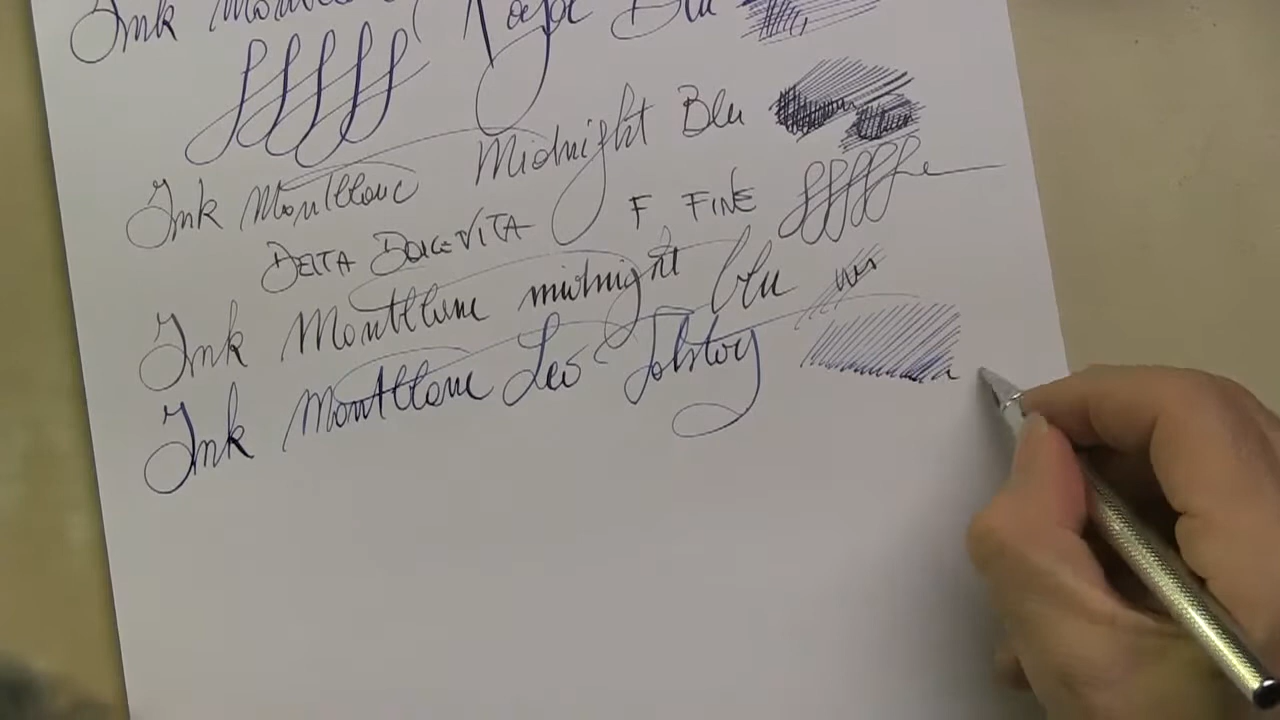 Ink Montblanc Royal Blu
Ink Montblanc Midnight Blu
DELTA DOLCEVITA F FINE
Ink Montblanc midnight blu
Ink Montblanc Leo Tolstoy